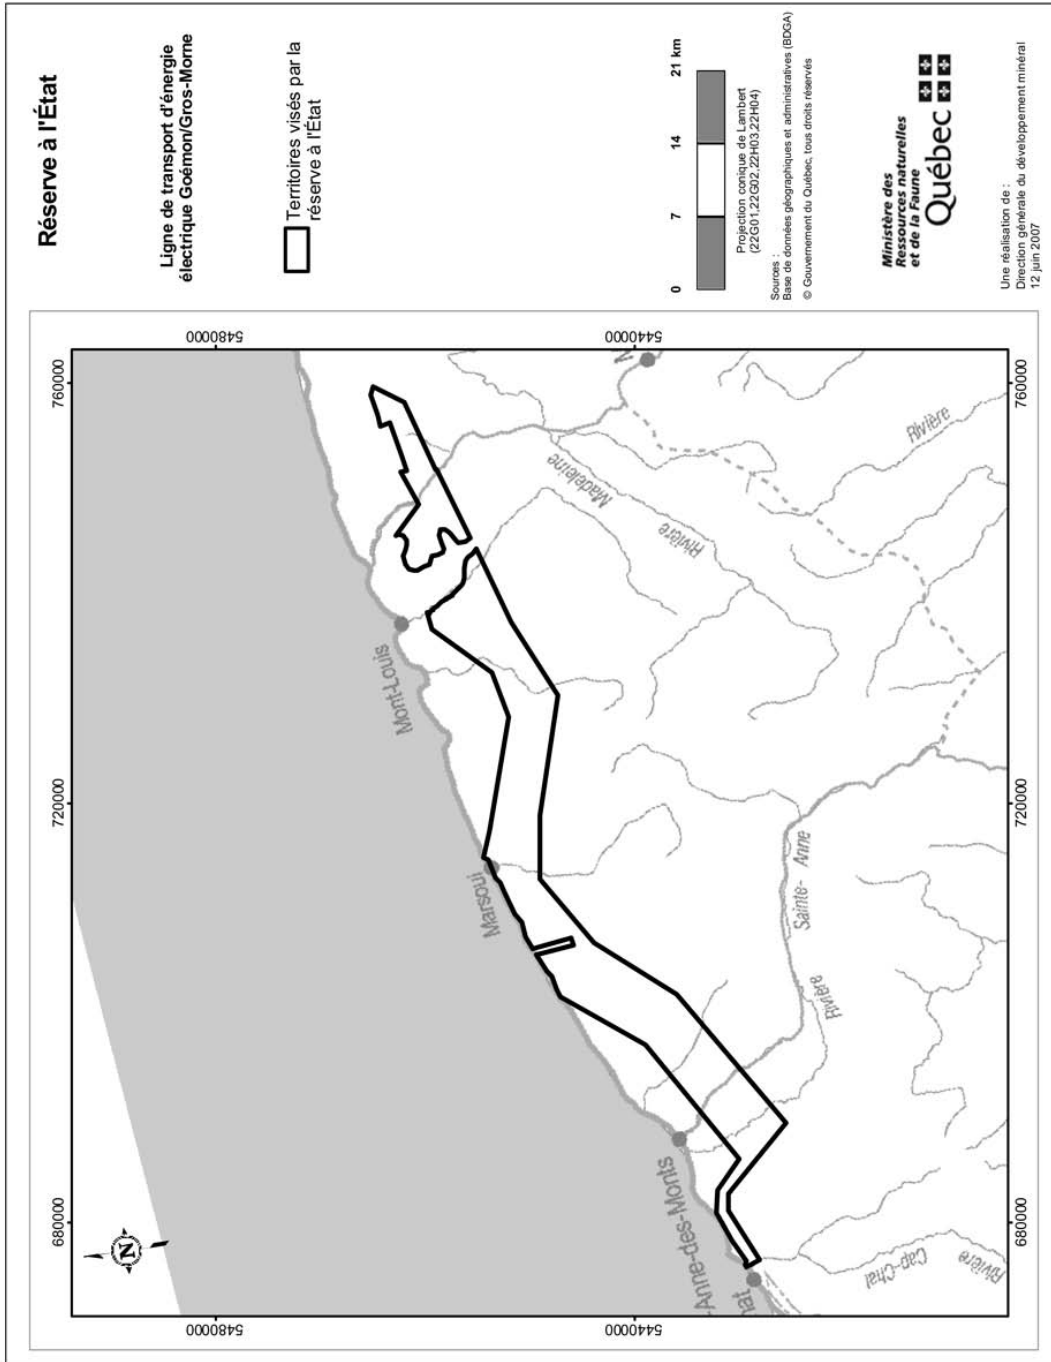 Réserve à l'État
Ligne de transport d'énergie
électrique Goémon/Gros-Morne
Territoires visés par la
réserve à l'État
0 7 14 21 km
Projection conique de Lambert
(22G01,22G02,22H03,22H04)
Sources :
Base de données géographiques et administratives (BDGA)
© Gouvernement du Québec, tous droits réservés
Ministère des
Ressources naturelles
et de la Faune
Québec
Une réalisation de :
Direction générale du développement minéral
12 juin 2007
680000 720000 760000
5480000
5480000
N
Mont-Louis
Marsoui
-Anne-des-Monts
hat
Rivière
Cap-Chat
Rivière
Sainte- Anne
Rivière
Madeleine
Rivière
5440000
5440000
680000 720000 760000